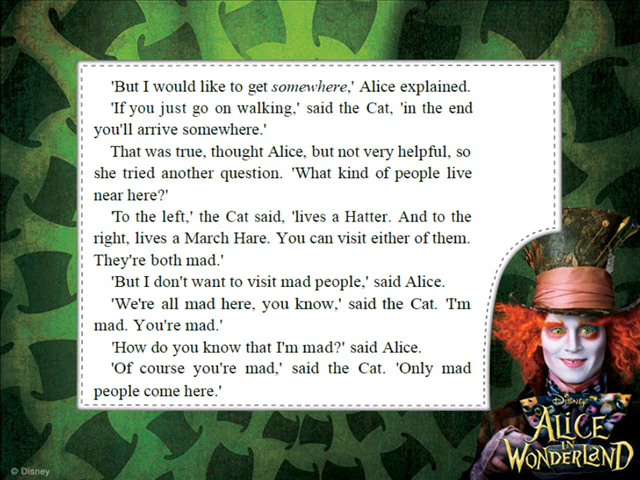 'But I would like to get somewhere,' Alice explained.
'If you just go on walking,' said the Cat, 'in the end
you'll arrive somewhere.'
That was true, thought Alice, but not very helpful, so
she tried another question. 'What kind of people live
near here?'
'To the left,' the Cat said, 'lives a Hatter. And to the
right, lives a March Hare. You can visit either of them.
They're both mad.'
'But I don't want to visit mad people,' said Alice.
'We're all mad here, you know,' said the Cat. 'I'm
mad. You're mad.'
'How do you know that I'm mad?' said Alice.
'Of course you're mad,' said the Cat. 'Only mad
people come here.'
DISNEY
ALICE
IN
WONDERLAND
© Disney